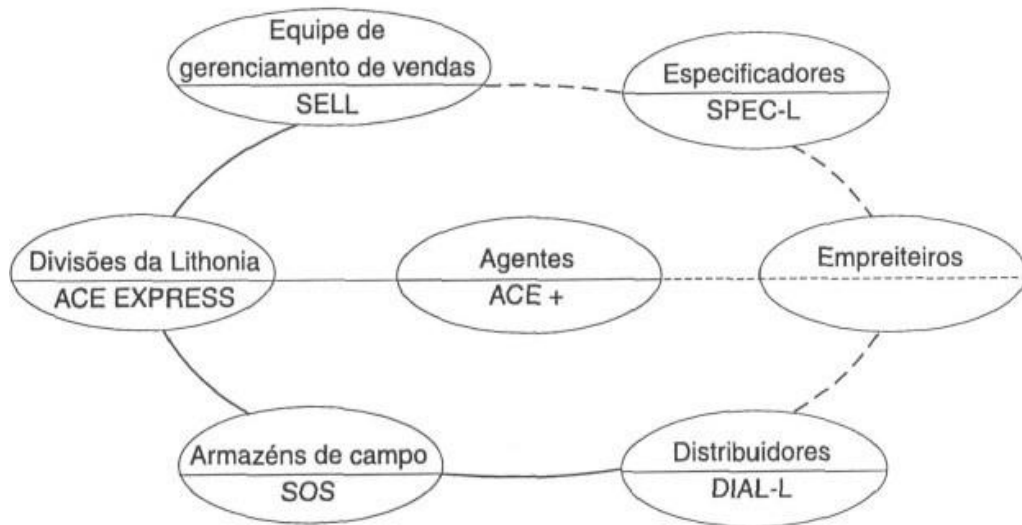 Equipe de
gerenciamento de vendas
SELL
Especificadores
SPEC-L
Divisões da Lithonia
ACE EXPRESS
Agentes
ACE +
Empreiteiros
Armazéns de campo
SOS
Distribuidores
DIAL-L